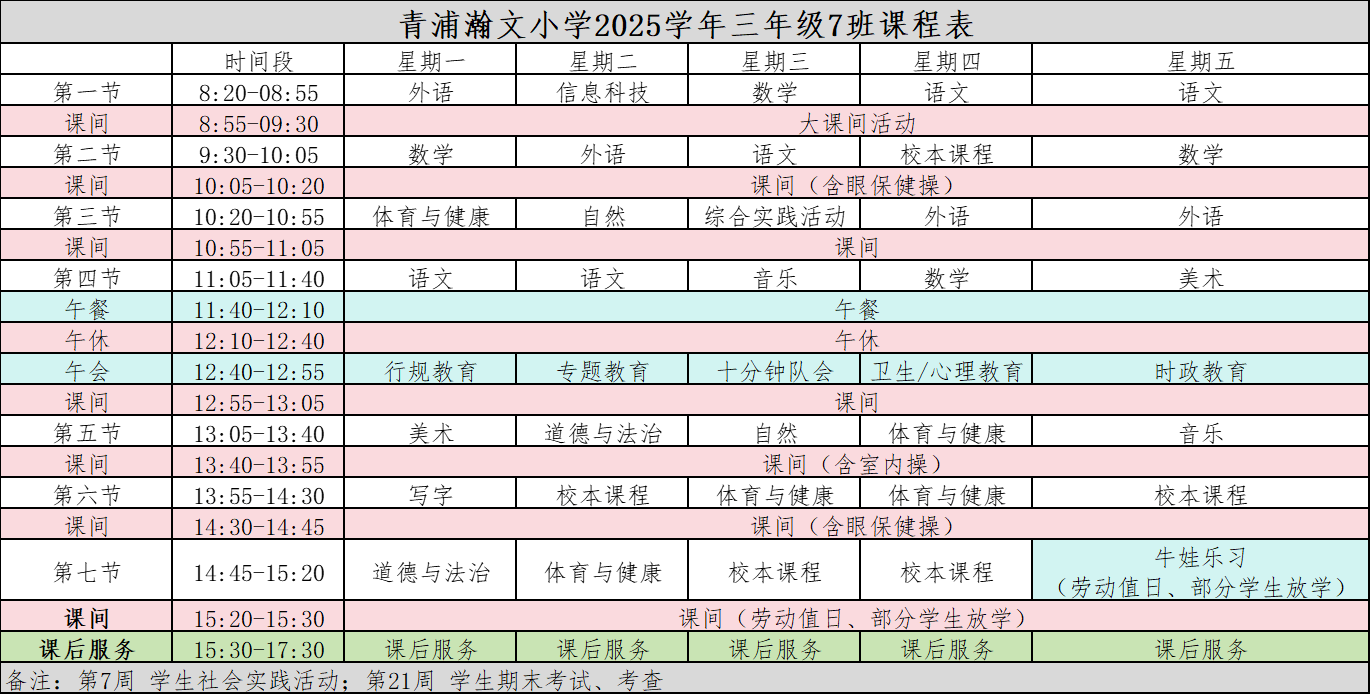 青浦瀚文小学2025学年三年级7班课程表
时间段 星期一 星期二 星期三 星期四 星期五
第一节 8:20-08:55 外语 信息科技 数学 语文 语文
课间 8:55-09:30 大课间活动
第二节 9:30-10:05 数学 外语 语文 校本课程 数学
课间 10:05-10:20 课间（含眼保健操）
第三节 10:20-10:55 体育与健康 自然 综合实践活动 外语 外语
课间 10:55-11:05 课间
第四节 11:05-11:40 语文 语文 音乐 数学 美术
午餐 11:40-12:10 午餐
午休 12:10-12:40 午休
午会 12:40-12:55 行规教育 专题教育 十分钟队会 卫生/心理教育 时政教育
课间 12:55-13:05 课间
第五节 13:05-13:40 美术 道德与法治 自然 体育与健康 音乐
课间 13:40-13:55 课间（含室内操）
第六节 13:55-14:30 写字 校本课程 体育与健康 体育与健康 校本课程
课间 14:30-14:45 课间（含眼保健操）
第七节 14:45-15:20 道德与法治 体育与健康 校本课程 校本课程 牛娃乐习
（劳动值日、部分学生放学）
课间 15:20-15:30 课间（劳动值日、部分学生放学）
课后服务 15:30-17:30 课后服务 课后服务 课后服务 课后服务 课后服务
备注：第7周 学生社会实践活动；第21周 学生期末考试、考查